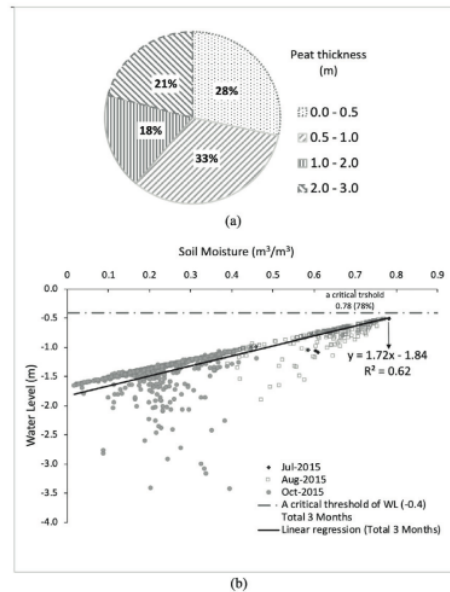 Peat thickness
(m)
21%
28%
0.0 - 0.5
18%
0.5 - 1.0
33%
1.0 - 2.0
2.0 - 3.0
(a)
Soil Moisture (m³/m³)
0 0.1 0.2 0.3 0.4 0.5 0.6 0.7 0.8 0.9
0.0
a critical trshold
0.78 (78%)
-0.5
-1.0
y = 1.72x - 1.84
R² = 0.62
-1.5
-2.0
-2.5
-3.0
-3.5
-4.0
Water Level (m)
Jul-2015
Aug-2015
Oct-2015
A critical threshold of WL (-0.4)
Total 3 Months
Linear regression (Total 3 Months)
(b)